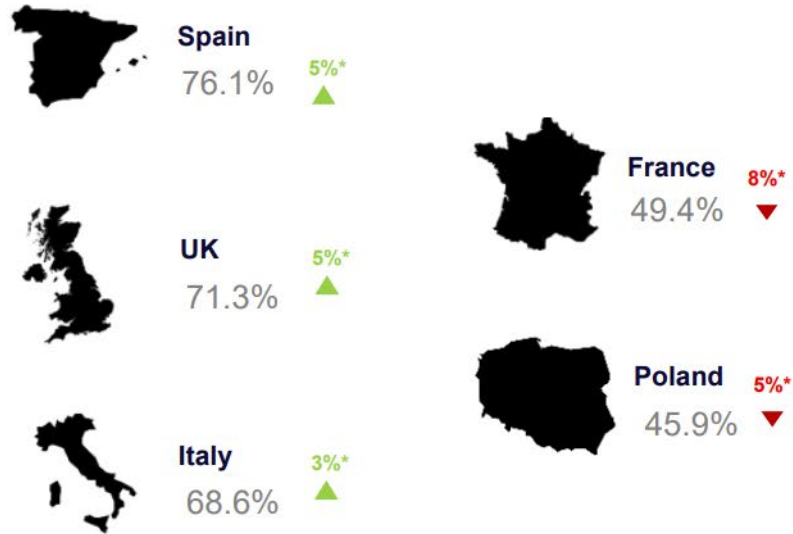 Spain
76.1%
5%*
UK
71.3%
5%*
Italy
68.6%
3%*
France
49.4%
8%*
Poland
45.9%
5%*